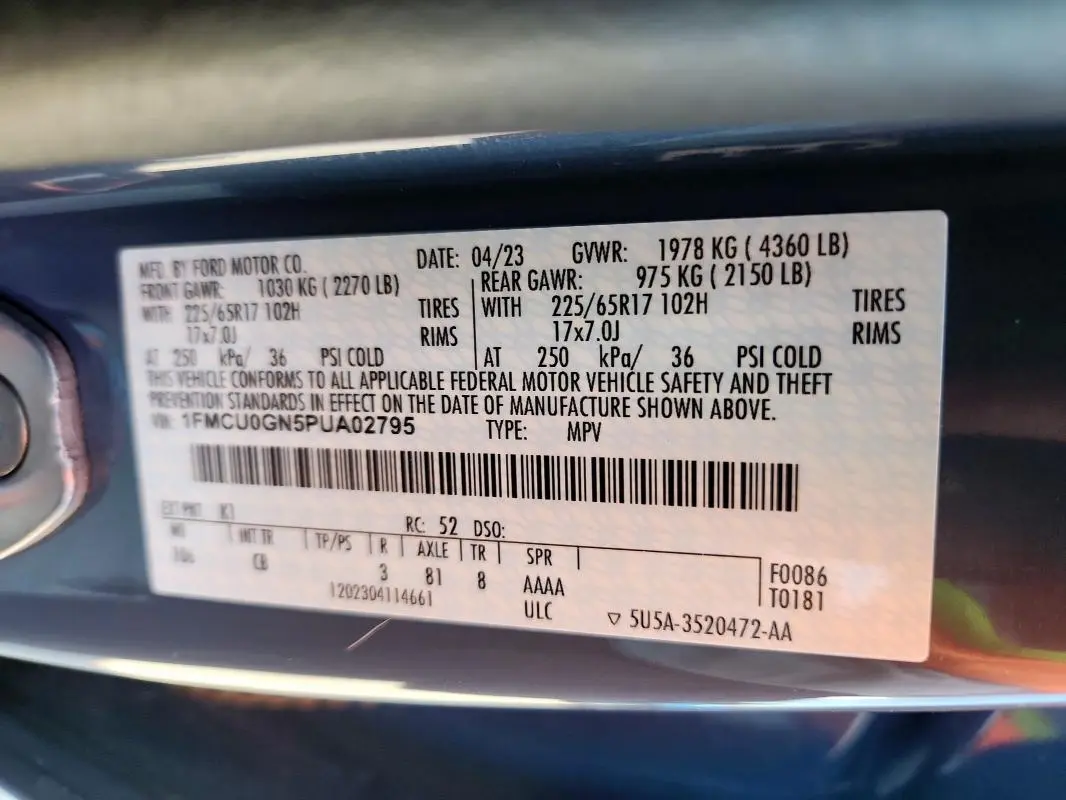 MFD. BY FORD MOTOR CO. DATE: 04/23 GVWR: 1978 KG ( 4360 LB)
FRONT GAWR: 1030 KG ( 2270 LB) REAR GAWR: 975 KG ( 2150 LB)
WITH 225/65R17 102H TIRES WITH 225/65R17 102H TIRES
17x7.0J RIMS 17x7.0J RIMS
AT 250 kPa/ 36 PSI COLD AT 250 kPa/ 36 PSI COLD
THIS VEHICLE CONFORMS TO ALL APPLICABLE FEDERAL MOTOR VEHICLE SAFETY AND THEFT
PREVENTION STANDARDS IN EFFECT ON THE DATE OF MANUFACTURE SHOWN ABOVE.
VIN: 1FMCU0GN5PUA02795 TYPE: MPV
EXT PNT K1 RC: 52 DSO:
INT TR TP/PS R AXLE TR SPR F0086
CB 3 81 8 AAAA T0181
1202304114661 ULC ▽ 5U5A-3520472-AA